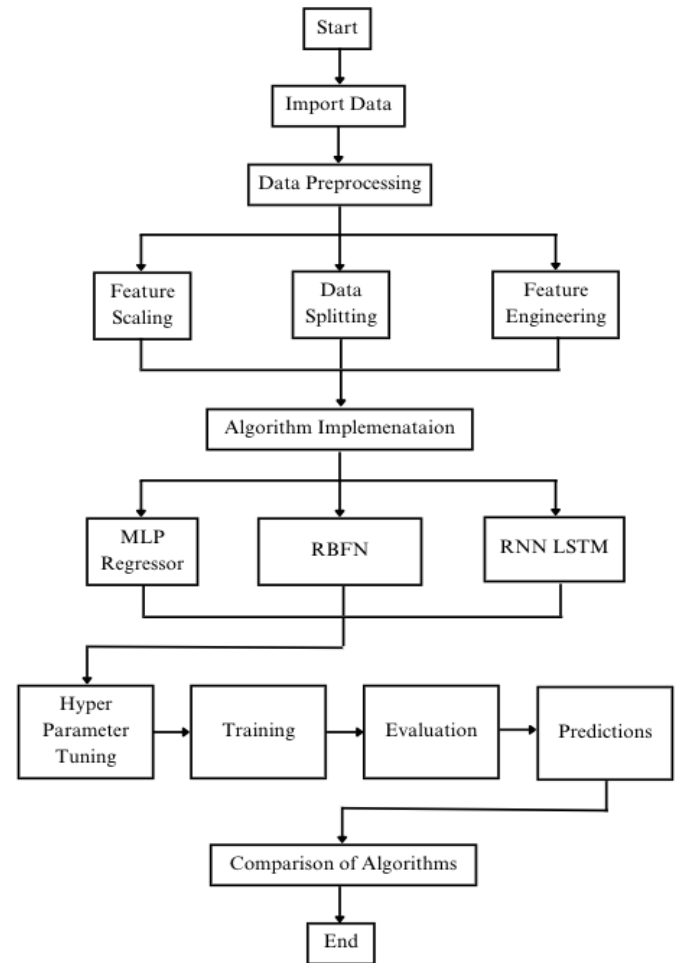 Start
Import Data
Data Preprocessing
Feature
Scaling
Data
Splitting
Feature
Engineering
Algorithm Implemenataion
MLP
Regressor
RBFN
RNN LSTM
Hyper
Parameter
Tuning
Training
Evaluation
Predictions
Comparison of Algorithms
End